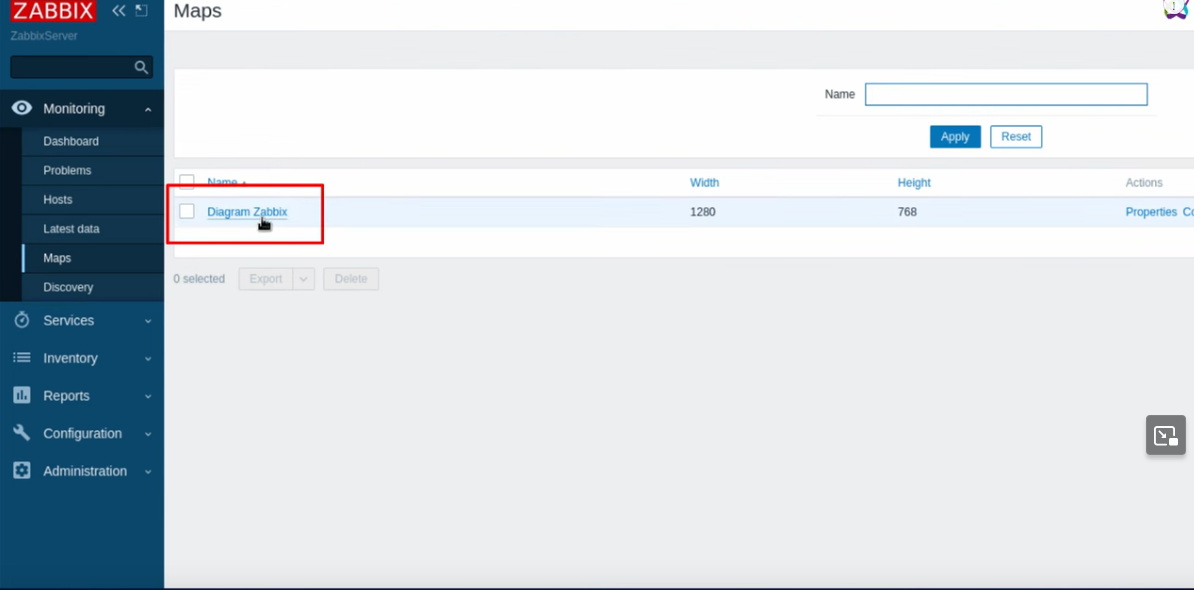 ZABBIX
Maps
ZabbixServer
Name
Monitoring
Apply Reset
Dashboard
Problems
Hosts
Latest data
Maps
Discovery
Services
Inventory
Reports
Configuration
Administration
Name Width Height Actions
Diagram Zabbix 1280 768 Properties Co
0 selected Export Delete